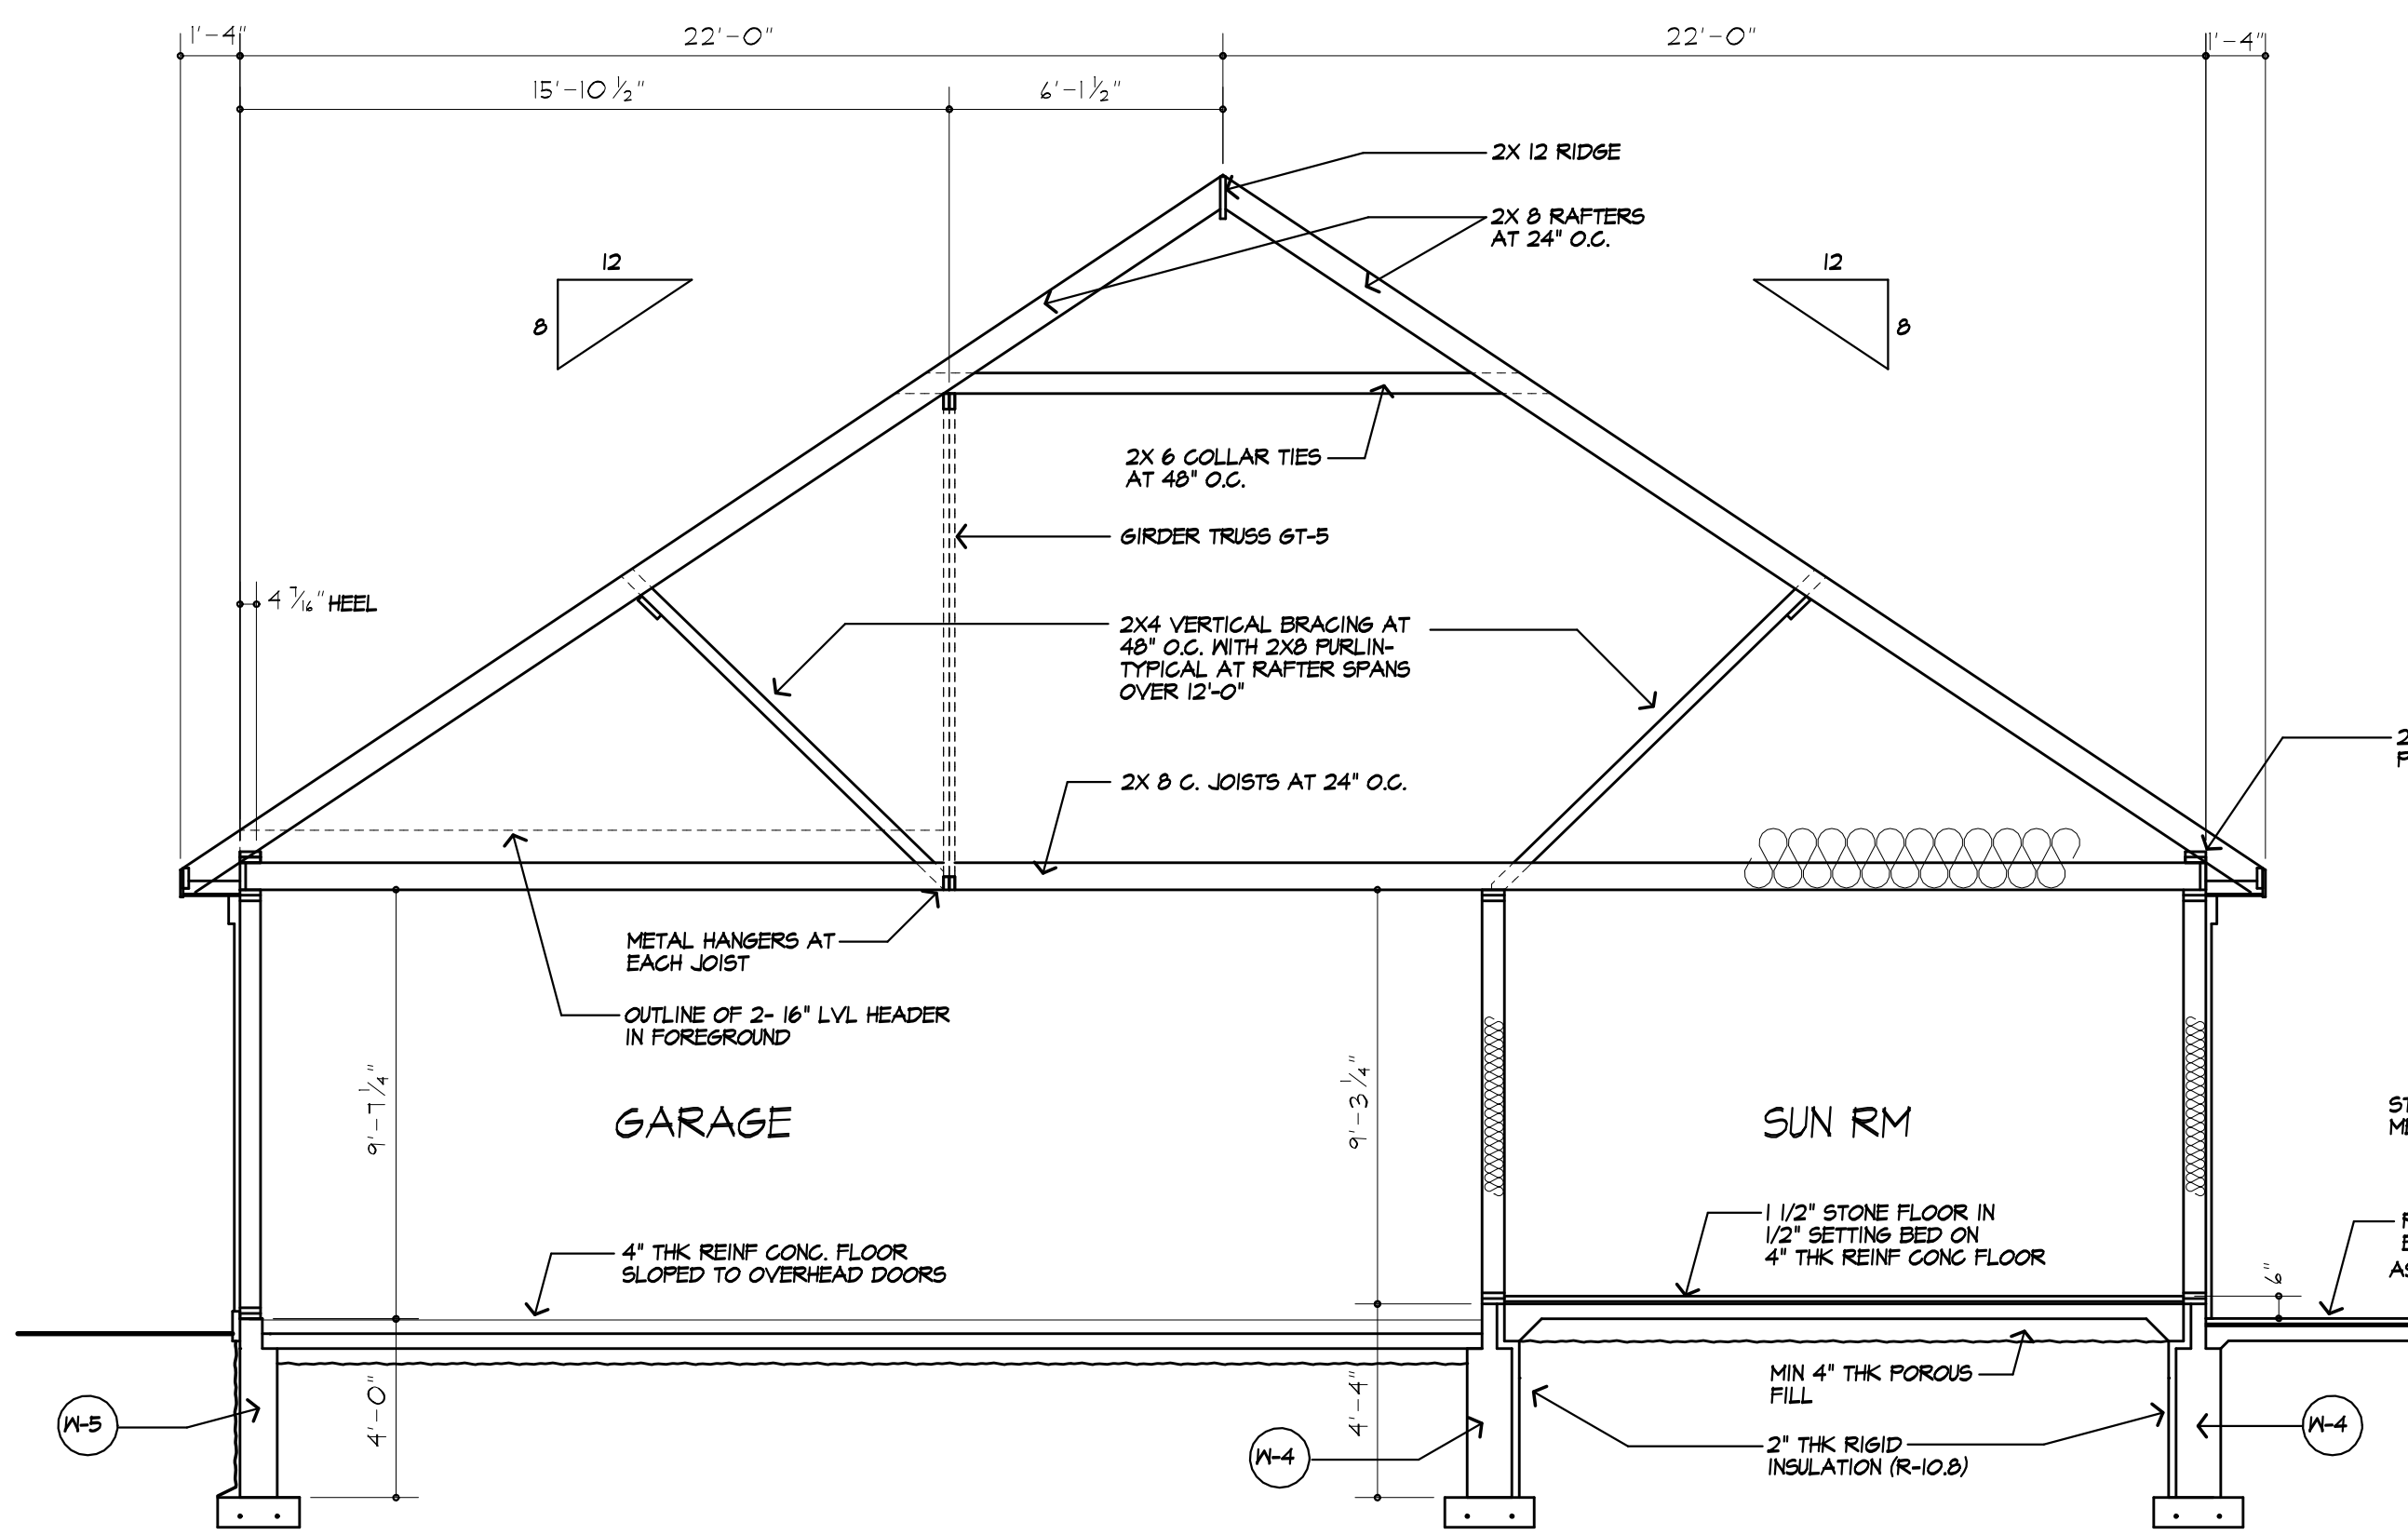 1'-4" 22'-0" 22'-0" 1'-4"
15'-10 1/2" 6'-1 1/2"
2X 12 RIDGE
2X 8 RAFTERS
AT 24" O.C.
12
8
12
8
2X 6 COLLAR TIES
AT 48" O.C.
GIRDER TRUSS GT-5
4 7/16" HEEL
2X4 VERTICAL BRACING AT
48" O.C. WITH 2X8 PURLIN-
TYPICAL AT RAFTER SPANS
OVER 12'-0"
2X 8 C. JOISTS AT 24" O.C.
METAL HANGERS AT
EACH JOIST
OUTLINE OF 2- 16" LVL HEADER
IN FOREGROUND
9'-7 1/4"
GARAGE
9'-3 1/4"
SUN RM
1 1/2" STONE FLOOR IN
1/2" SETTING BED ON
4" THK REINF CONC FLOOR
4" THK REINF CONC. FLOOR
SLOPED TO OVERHEAD DOORS
6"
MIN 4" THK POROUS
FILL
4'-0"
4'-4"
W-5
W-4
2" THK RIGID
INSULATION (R-10.8)
W-4